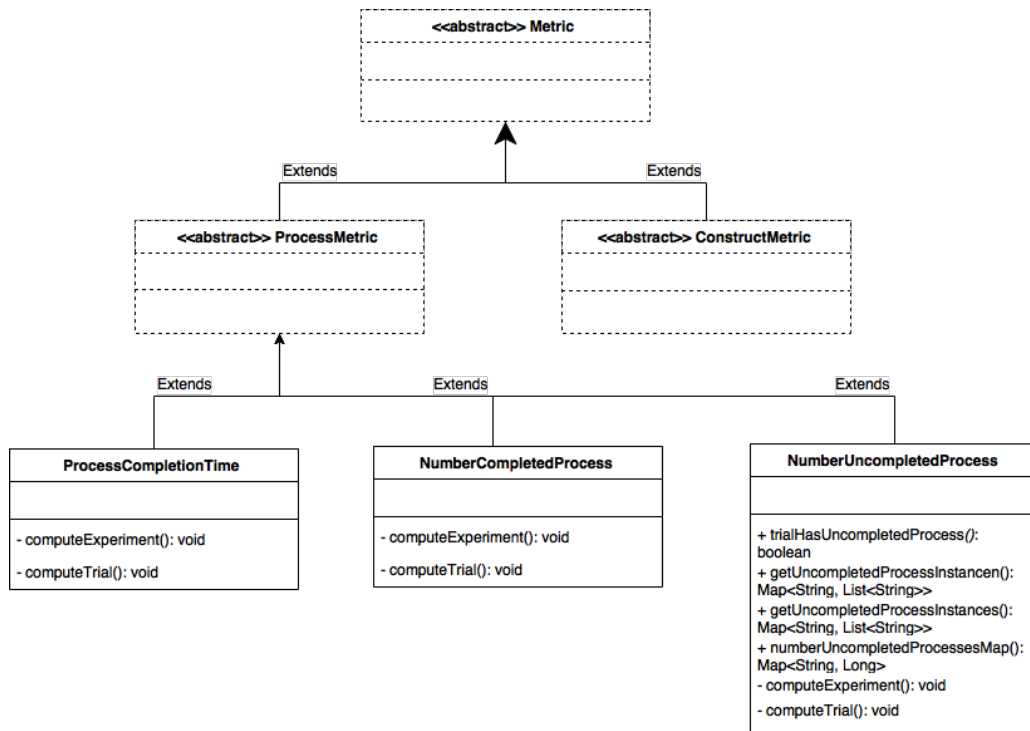 <<abstract>> Metric
Extends
Extends
<<abstract>> ProcessMetric
<<abstract>> ConstructMetric
Extends
Extends
Extends
ProcessCompletionTime
- computeExperiment(): void
- computeTrial(): void
NumberCompletedProcess
- computeExperiment(): void
- computeTrial(): void
NumberUncompletedProcess
+ trialHasUncompletedProcess():
boolean
+ getUncompletedProcessInstancen():
Map<String, List<String>>
+ getUncompletedProcessInstances():
Map<String, List<String>>
+ numberUncompletedProcessesMap():
Map<String, Long>
- computeExperiment(): void
- computeTrial(): void